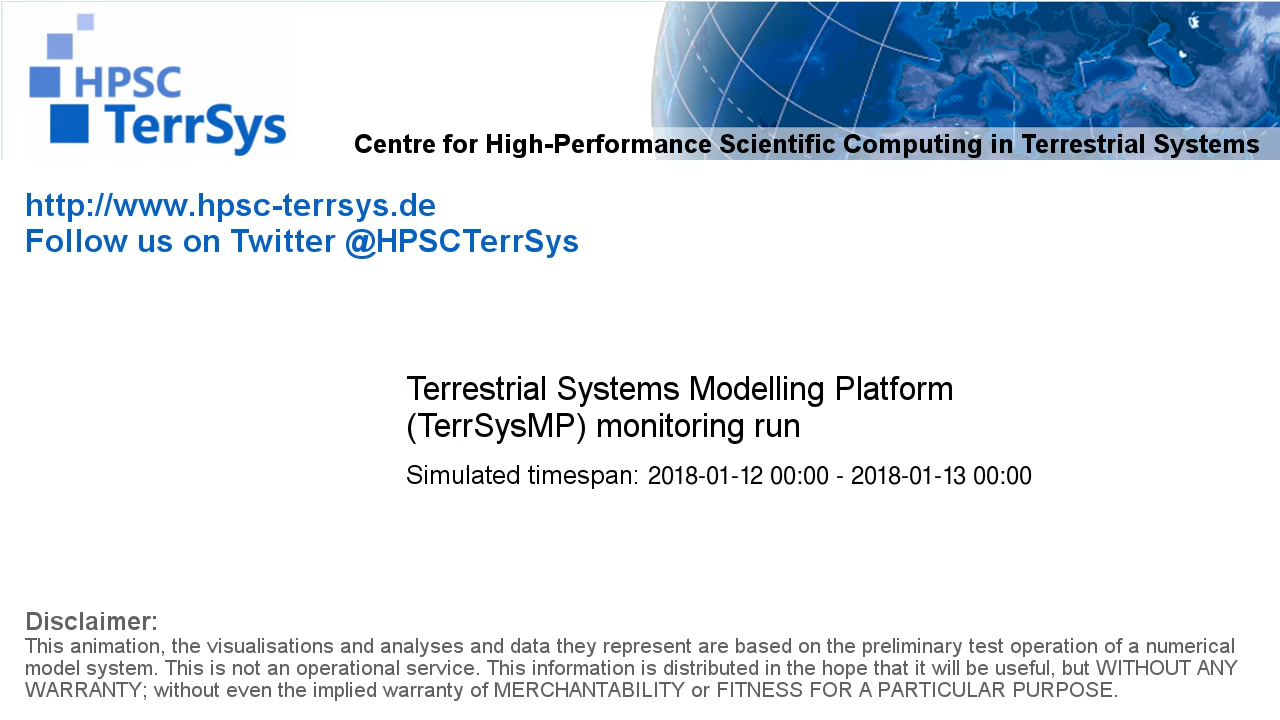 HPSC
TerrSys
Centre for High-Performance Scientific Computing in Terrestrial Systems
http://www.hpsc-terrsys.de
Follow us on Twitter @HPSCTerrSys
Terrestrial Systems Modelling Platform
(TerrSysMP) monitoring run
Simulated timespan: 2018-01-12 00:00 - 2018-01-13 00:00
Disclaimer:
This animation, the visualisations and analyses and data they represent are based on the preliminary test operation of a numerical
model system. This is not an operational service. This information is distributed in the hope that it will be useful, but WITHOUT ANY
WARRANTY; without even the implied warranty of MERCHANTABILITY or FITNESS FOR A PARTICULAR PURPOSE.